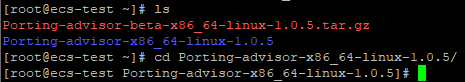 [root@ecs-test ~]# ls
Porting-advisor-beta-x86_64-linux-1.0.5.tar.gz
Porting-advisor-x86_64-linux-1.0.5
[root@ecs-test ~]# cd Porting-advisor-x86_64-linux-1.0.5/
[root@ecs-test Porting-advisor-x86_64-linux-1.0.5]#